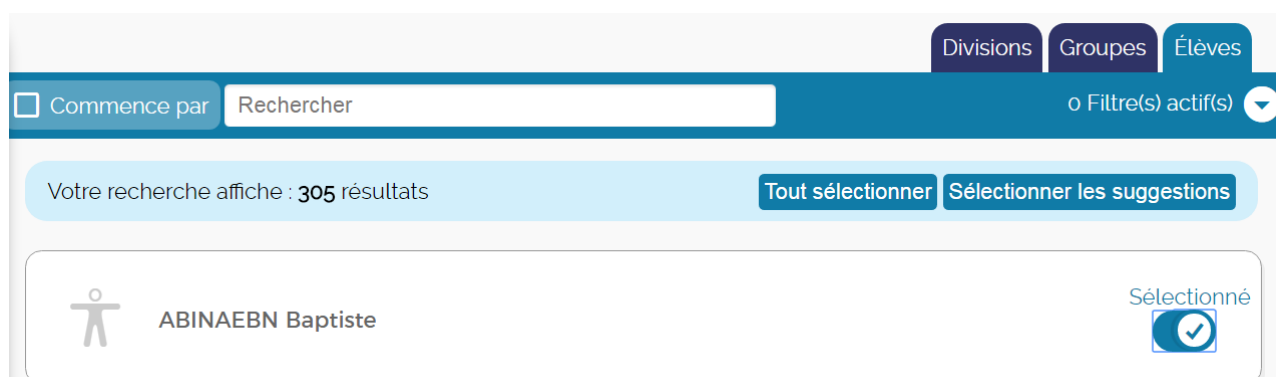 Divisions Groupes Élèves
Commence par Rechercher 0 Filtre(s) actif(s)
Votre recherche affiche : 305 résultats Tout sélectionner Sélectionner les suggestions
Sélectionné
ABINAEBN Baptiste